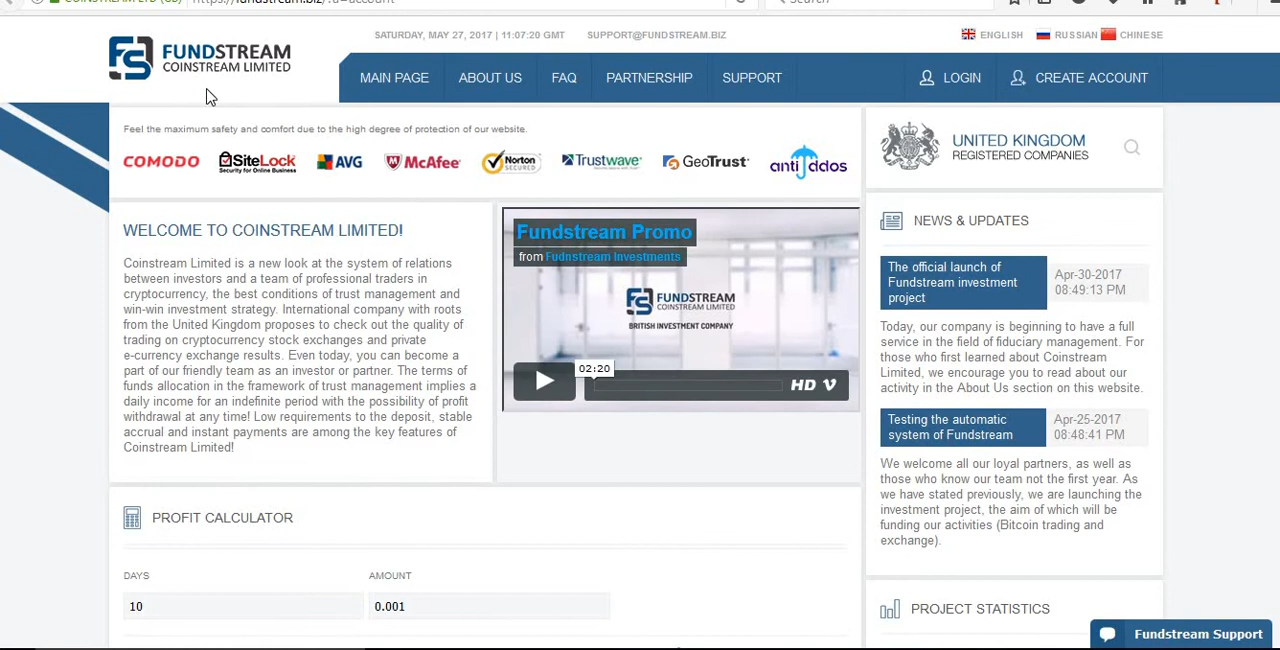 COINSTREAM LTD (GB)
https://fundstream.biz/?a=account
Search
FUNDSTREAM
COINSTREAM LIMITED
SATURDAY, MAY 27, 2017 | 11:07:20 GMT
SUPPORT@FUNDSTREAM.BIZ
ENGLISH
RUSSIAN
CHINESE
MAIN PAGE
ABOUT US
FAQ
PARTNERSHIP
SUPPORT
LOGIN
CREATE ACCOUNT
Feel the maximum safety and comfort due to the high degree of protection of our website.
COMODO
SiteLock
Security for Online Business
AVG
McAfee
Norton
SECURED
Trustwave
GeoTrust
anti ddos
UNITED KINGDOM
REGISTERED COMPANIES
WELCOME TO COINSTREAM LIMITED!
Coinstream Limited is a new look at the system of relations
between investors and a team of professional traders in
cryptocurrency, the best conditions of trust management and
win-win investment strategy. International company with roots
from the United Kingdom proposes to check out the quality of
trading on cryptocurrency stock exchanges and private
e-currency exchange results. Even today, you can become a
part of our friendly team as an investor or partner. The terms of
funds allocation in the framework of trust management implies a
daily income for an indefinite period with the possibility of profit
withdrawal at any time! Low requirements to the deposit, stable
accrual and instant payments are among the key features of
Coinstream Limited!
Fundstream Promo
from Fudnstream Investments
FUNDSTREAM
COINSTREAM LIMITED
BRITISH INVESTMENT COMPANY
02:20
HD
NEWS & UPDATES
The official launch of
Fundstream investment
project
Apr-30-2017
08:49:13 PM
Today, our company is beginning to have a full
service in the field of fiduciary management. For
those who first learned about Coinstream
Limited, we encourage you to read about our
activity in the About Us section on this website.
Testing the automatic
system of Fundstream
Apr-25-2017
08:48:41 PM
We welcome all our loyal partners, as well as
those who know our team not the first year. As
we have stated previously, we are launching the
investment project, the aim of which will be
funding our activities (Bitcoin trading and
exchange).
PROFIT CALCULATOR
DAYS
AMOUNT
10
0.001
PROJECT STATISTICS
Fundstream Support